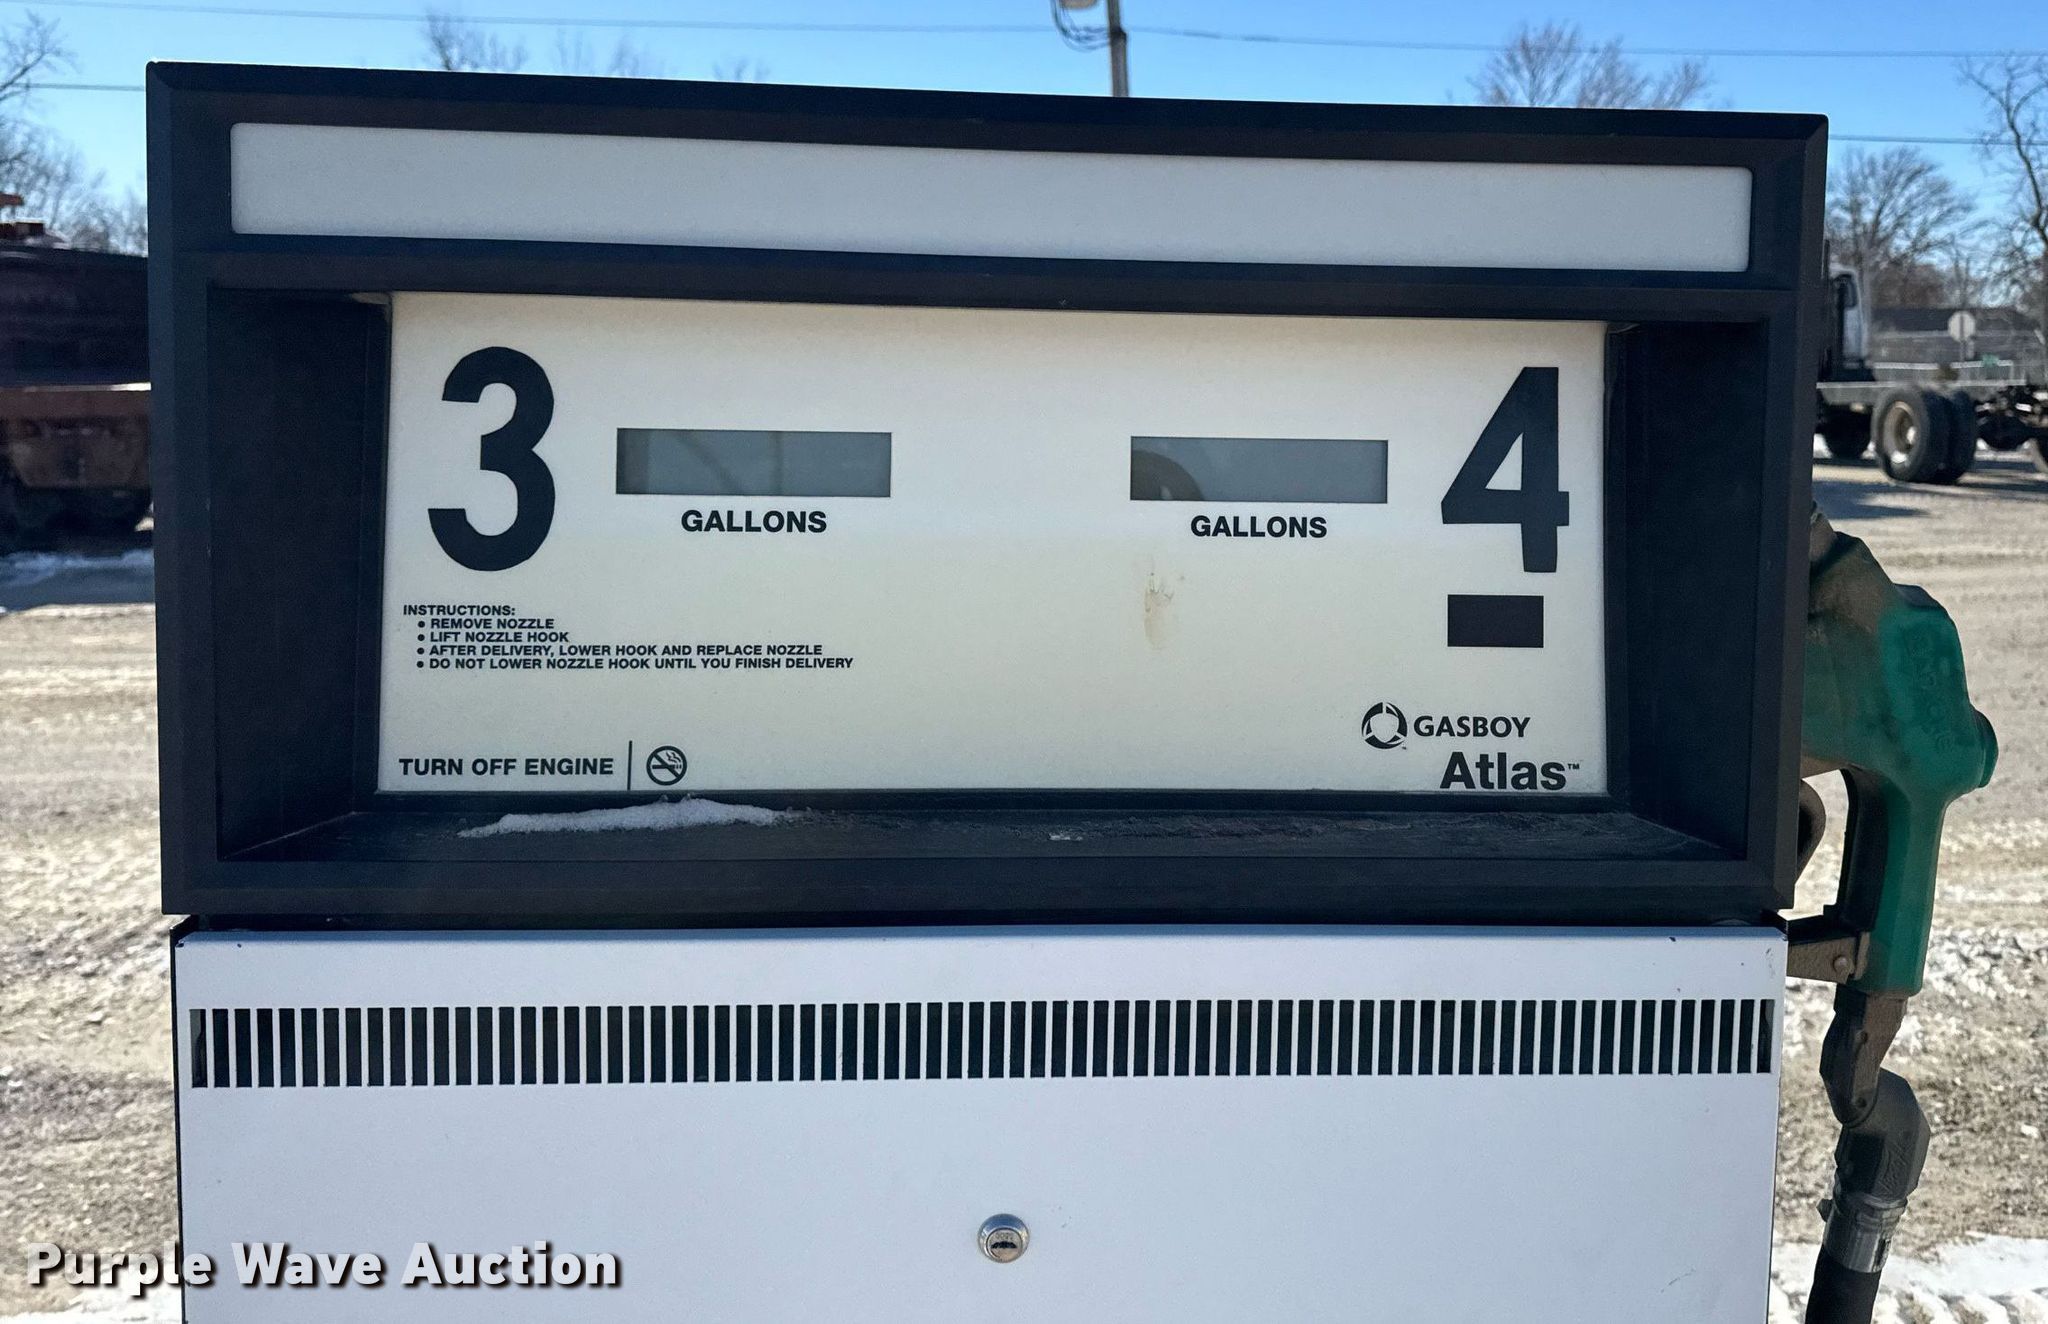 3
4
GALLONS
GALLONS
INSTRUCTIONS:
• REMOVE NOZZLE
• LIFT NOZZLE HOOK
• AFTER DELIVERY, LOWER HOOK AND REPLACE NOZZLE
• DO NOT LOWER NOZZLE HOOK UNTIL YOU FINISH DELIVERY
GASBOY
TURN OFF ENGINE
Atlas™
Purple Wave Auction